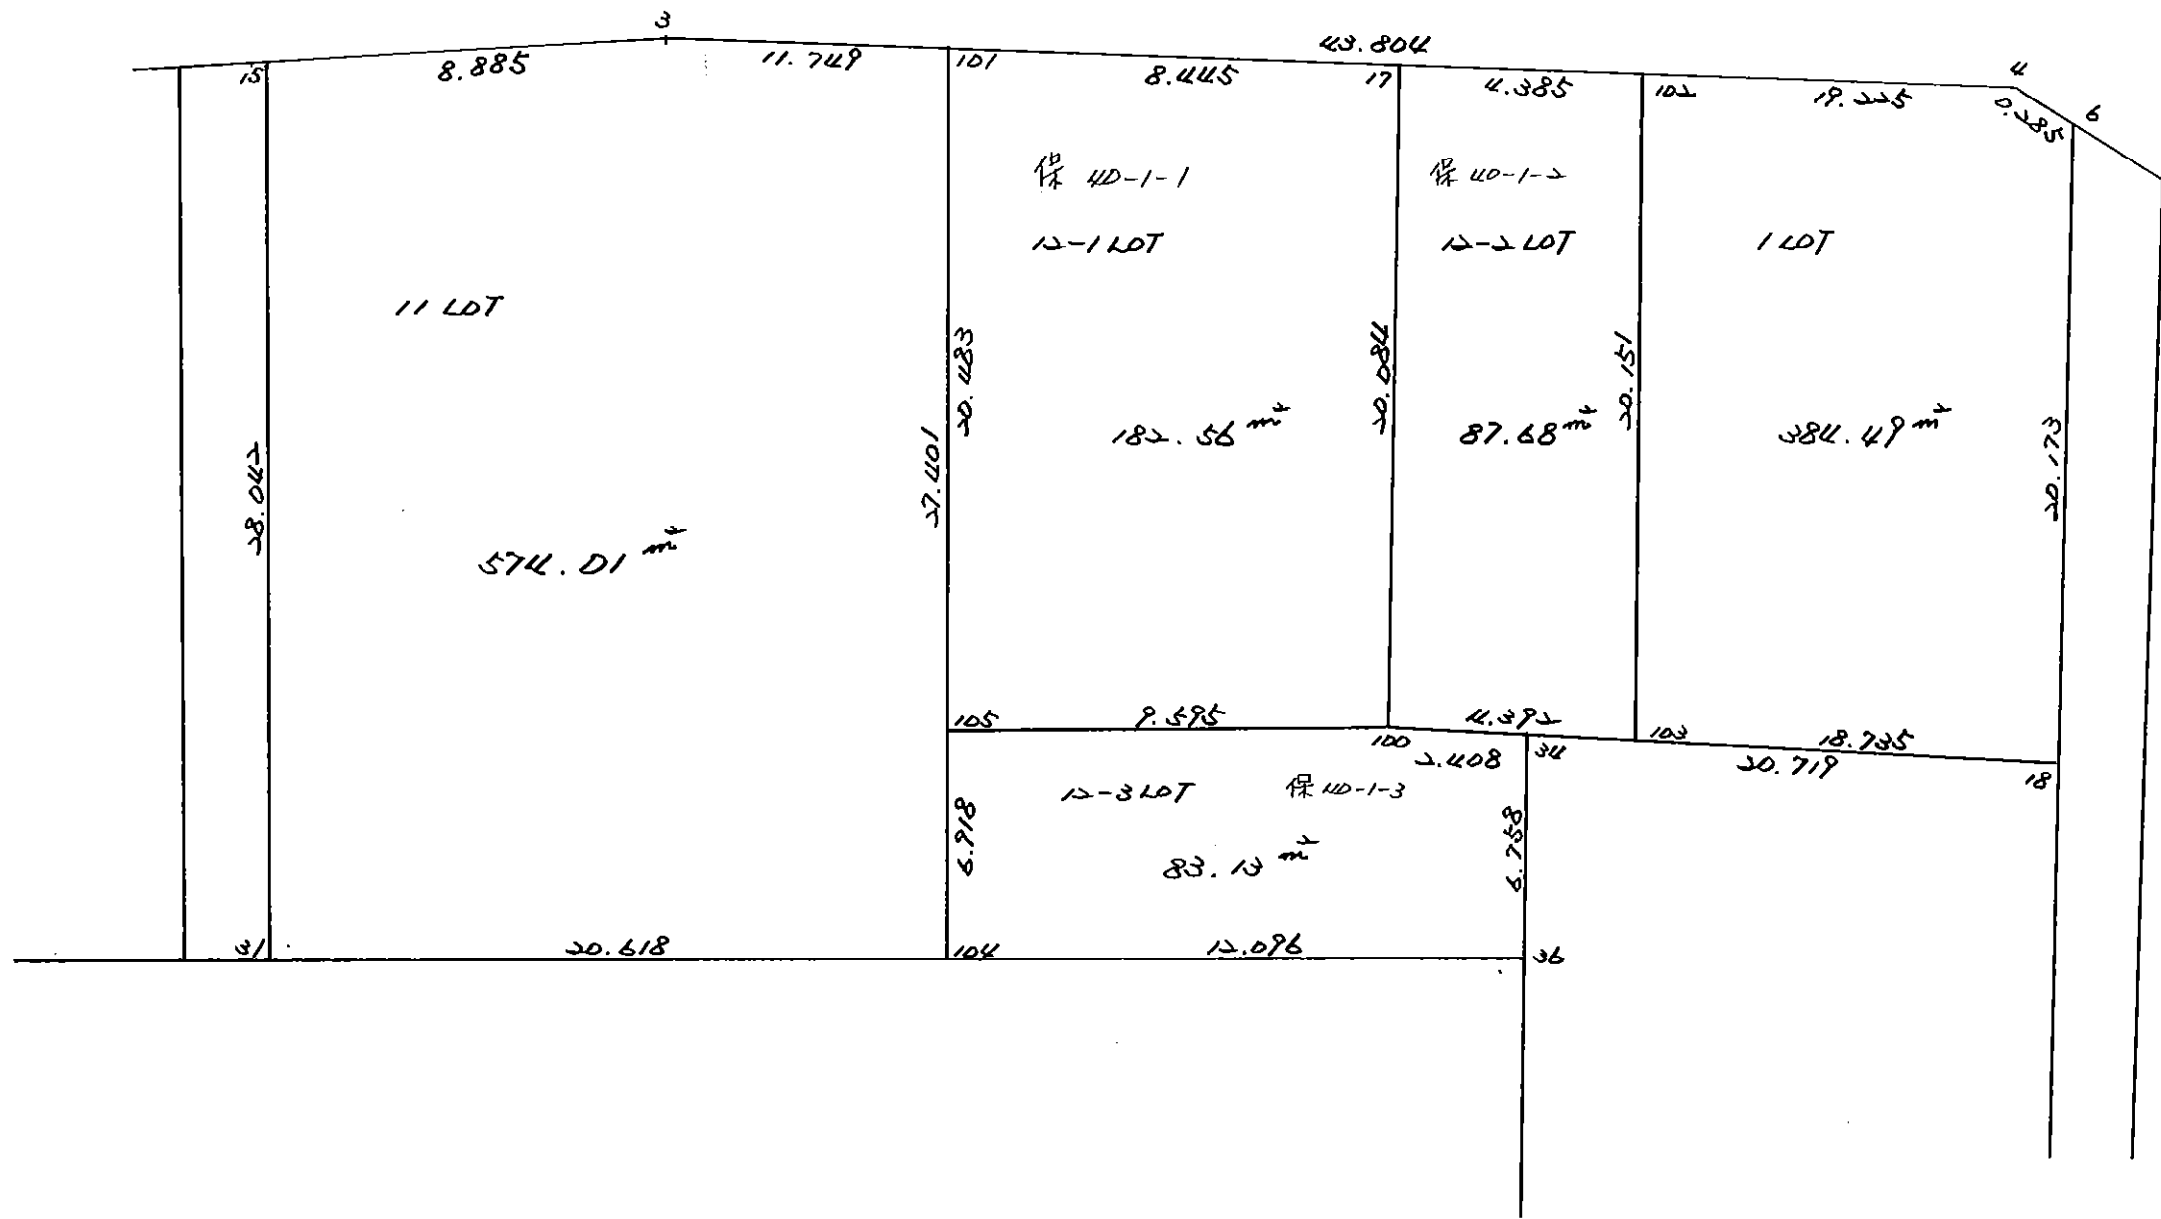 3
43.804
15
8.885
11.749
101
8.445
17
4.385
102
19.225
4
0.285
6
保 40-1-1
保 40-1-2
12-1 LOT
12-2 LOT
1 LOT
11 LOT
20.483
20.084
20.151
182.56 m²
87.68 m²
384.49 m²
27.401
28.042
20.173
574.01 m²
105
9.595
4.392
100
2.408
34
103
18.735
20.719
18
12-3 LOT
保 40-1-3
6.918
6.758
83.13 m²
31
20.618
104
12.096
36